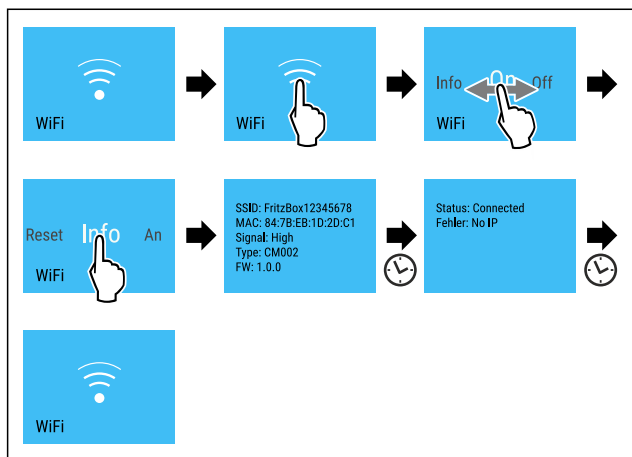 WiFi
WiFi
Info On Off
WiFi
Reset Info An
WiFi
SSID: FritzBox12345678
MAC: 84:7B:EB:1D:2D:C1
Signal: High
Type: CM002
FW: 1.0.0
Status: Connected
Fehler: No IP
WiFi